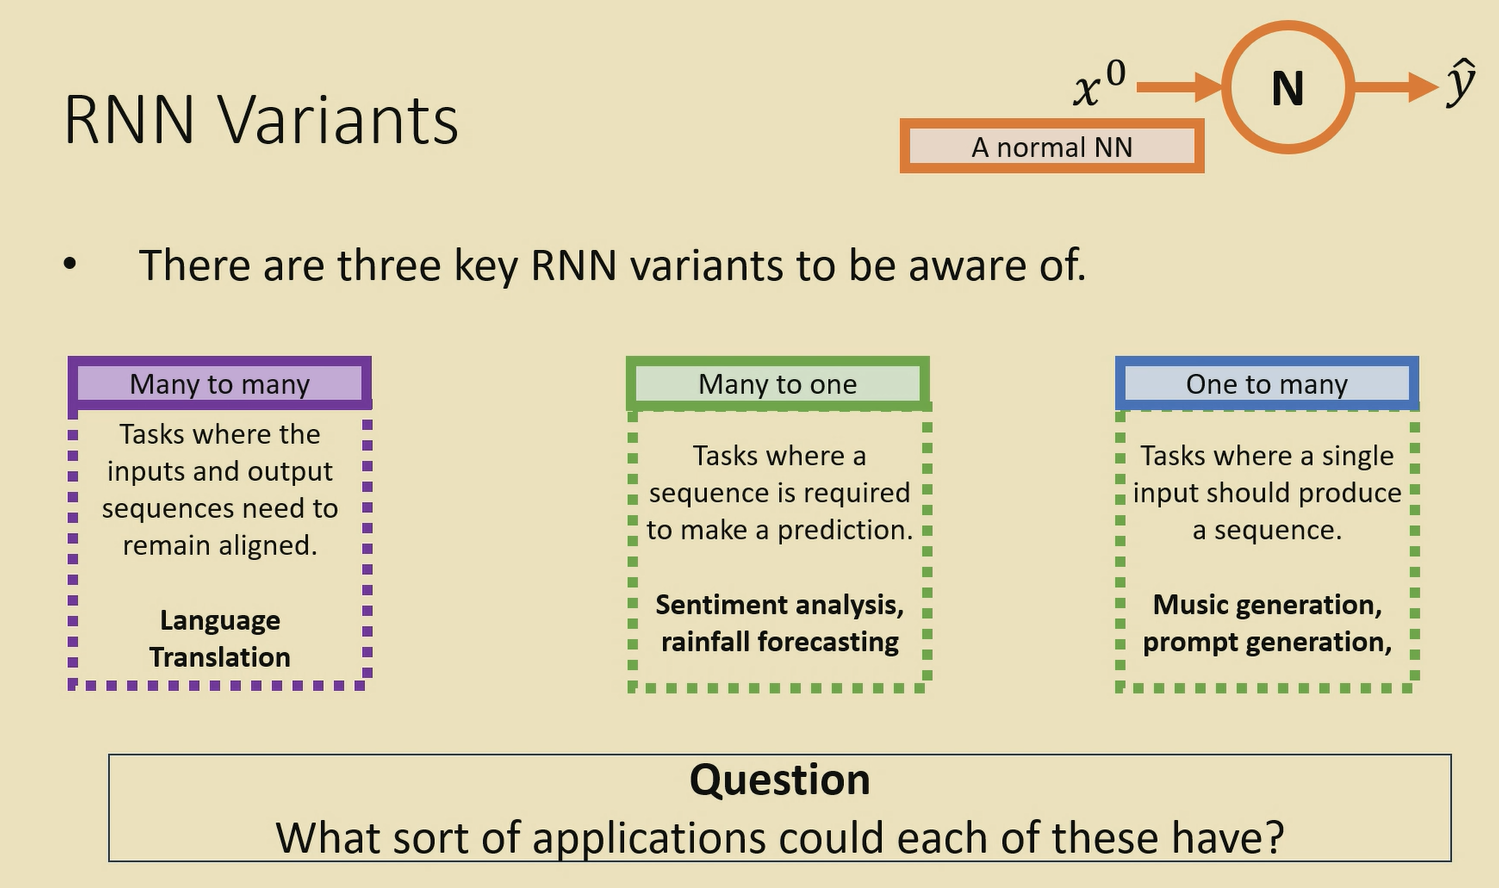 RNN Variants
x⁰
N
ŷ
A normal NN
• There are three key RNN variants to be aware of.
Many to many
Tasks where the
inputs and output
sequences need to
remain aligned.
Language
Translation
Many to one
Tasks where a
sequence is required
to make a prediction.
Sentiment analysis,
rainfall forecasting
One to many
Tasks where a single
input should produce
a sequence.
Music generation,
prompt generation,
Question
What sort of applications could each of these have?